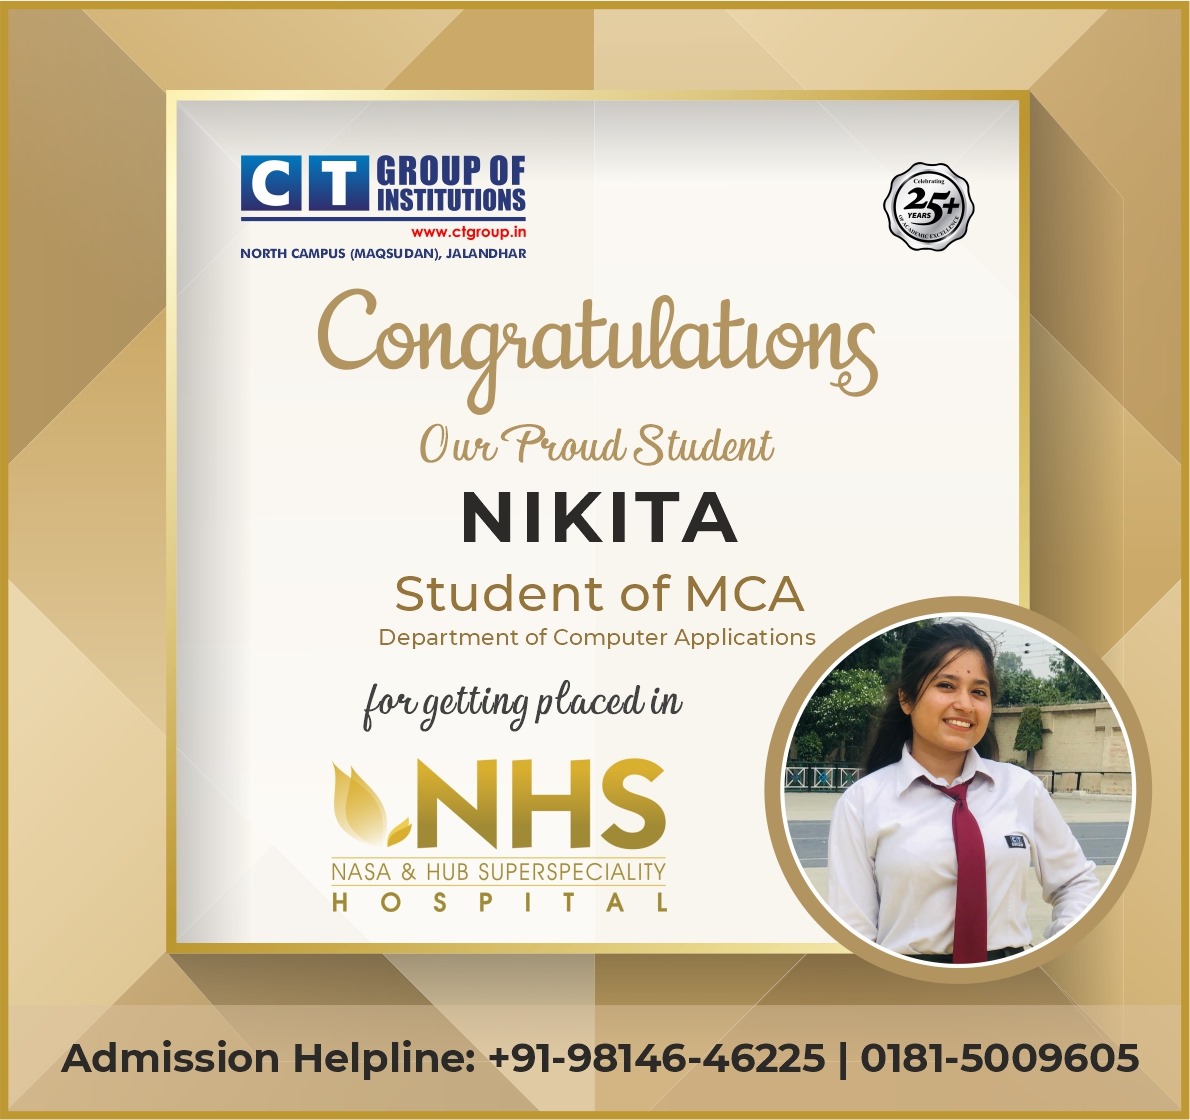 CT GROUP OF
INSTITUTIONS
www.ctgroup.in
NORTH CAMPUS (MAQSUDAN), JALANDHAR
Celebrating
25+
YEARS
OF ACADEMIC EXCELLENCE
Congratulations
Our Proud Student
NIKITA
Student of MCA
Department of Computer Applications
for getting placed in
NHS
NASA & HUB SUPERSPECIALITY
HOSPITAL
CT
Admission Helpline: +91-98146-46225 | 0181-5009605